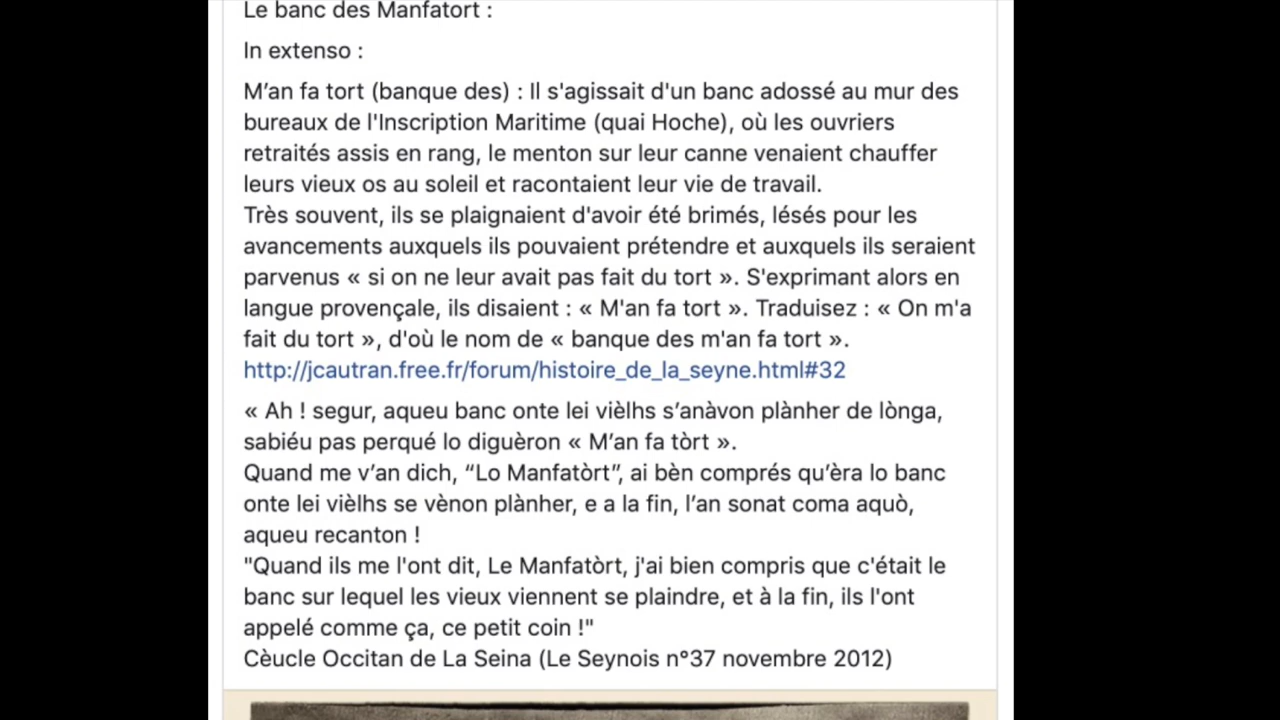 Le banc des Manfatort :
In extenso :
M’an fa tort (banque des) : Il s'agissait d'un banc adossé au mur des
bureaux de l'Inscription Maritime (quai Hoche), où les ouvriers
retraités assis en rang, le menton sur leur canne venaient chauffer
leurs vieux os au soleil et racontaient leur vie de travail.
Très souvent, ils se plaignaient d'avoir été brimés, lésés pour les
avancements auxquels ils pouvaient prétendre et auxquels ils seraient
parvenus « si on ne leur avait pas fait du tort ». S'exprimant alors en
langue provençale, ils disaient : « M'an fa tort ». Traduisez : « On m'a
fait du tort », d'où le nom de « banque des m'an fa tort ».
http://jcautran.free.fr/forum/histoire_de_la_seyne.html#32
« Ah ! segur, aqueu banc onte lei vièlhs s’anàvon plànher de lònga,
sabiéu pas perqué lo diguèron « M’an fa tòrt ».
Quand me v’an dich, “Lo Manfatòrt”, ai bèn comprés qu’èra lo banc
onte lei vièlhs se vènon plànher, e a la fin, l’an sonat coma aquò,
aqueu recanton !
"Quand ils me l'ont dit, Le Manfatòrt, j'ai bien compris que c'était le
banc sur lequel les vieux viennent se plaindre, et à la fin, ils l'ont
appelé comme ça, ce petit coin !"
Cèucle Occitan de La Seina (Le Seynois n°37 novembre 2012)